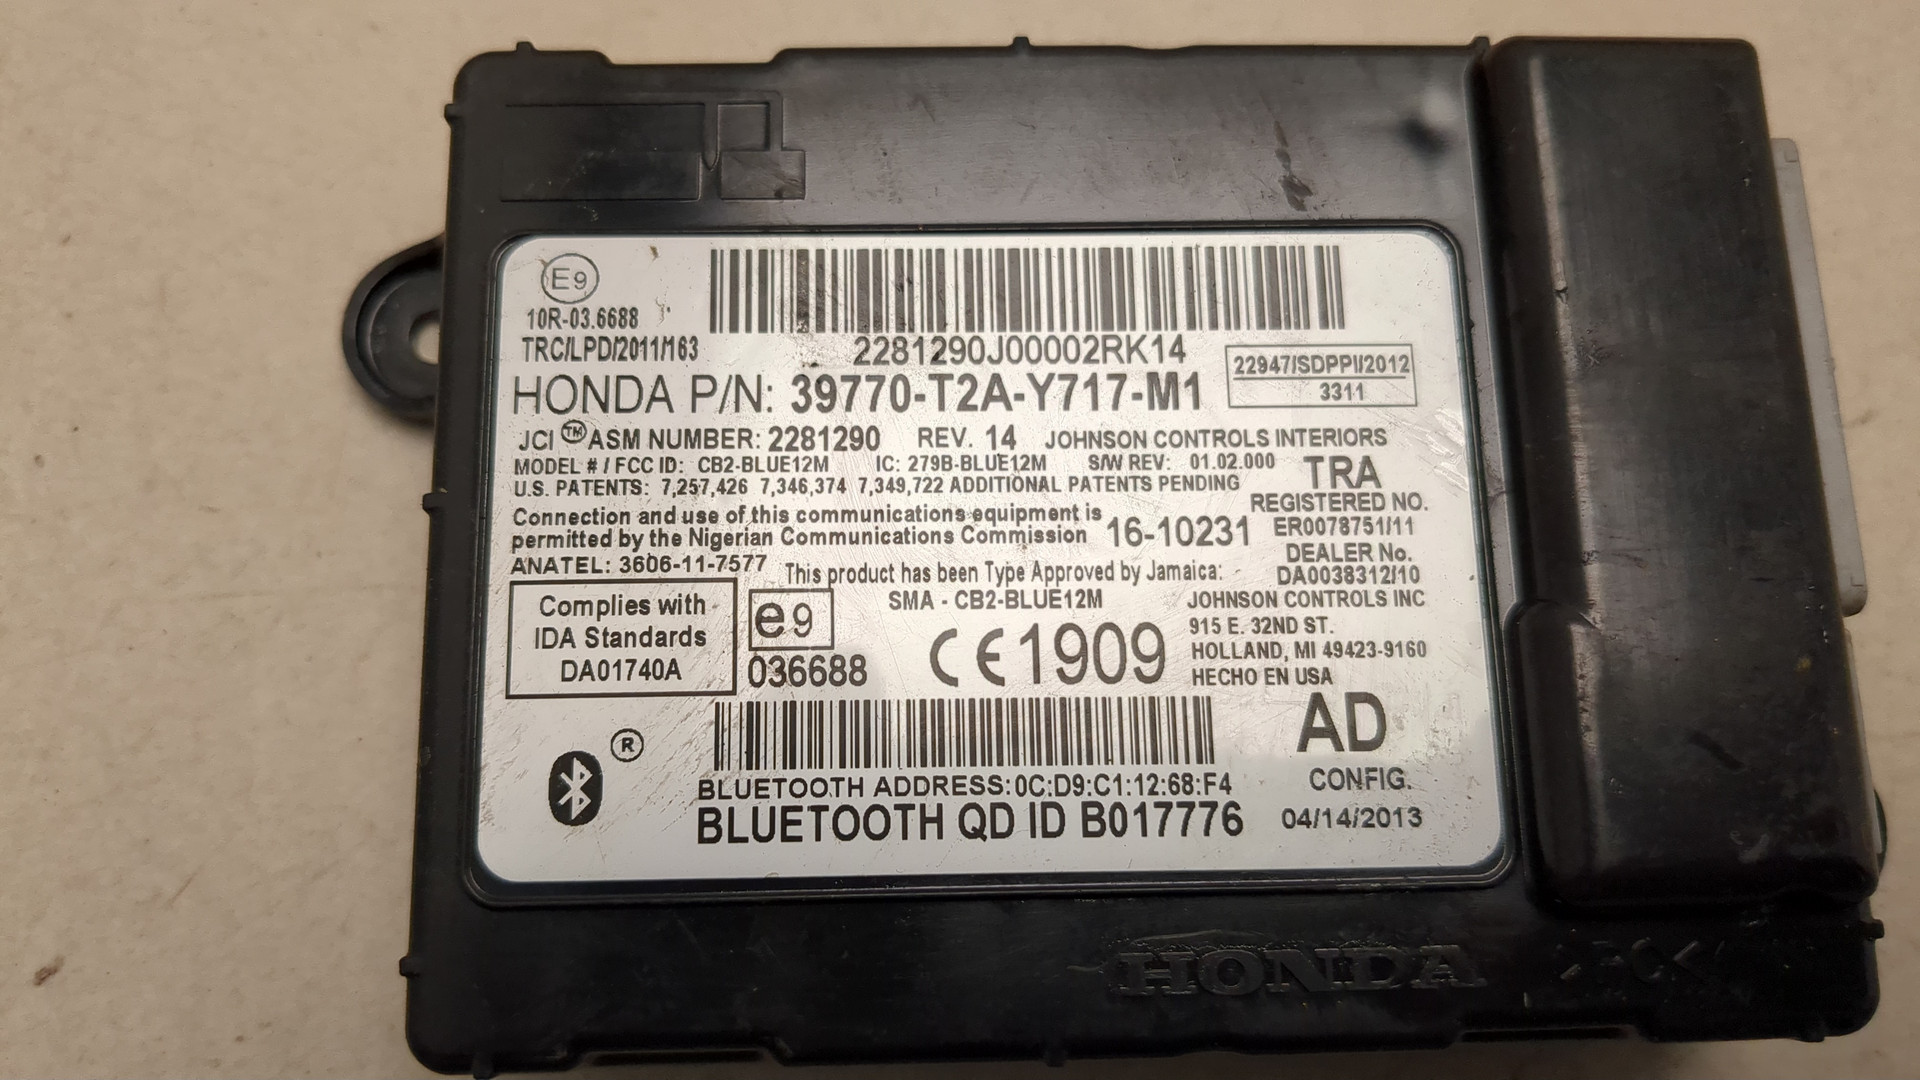 E9
10R-03.6688
TRC/LPD/2011/163
2281290J00002RK14
22947/SDPPI/2012
3311
HONDA P/N: 39770-T2A-Y717-M1
JCI TM ASM NUMBER: 2281290 REV. 14 JOHNSON CONTROLS INTERIORS
MODEL # / FCC ID: CB2-BLUE12M IC: 279B-BLUE12M S/W REV: 01.02.000
TRA
U.S. PATENTS: 7,257,426 7,346,374 7,349,722 ADDITIONAL PATENTS PENDING
REGISTERED NO.
ER0078751/11
DEALER No.
DA0038312/10
Connection and use of this communications equipment is
permitted by the Nigerian Communications Commission
16-10231
ANATEL: 3606-11-7577
This product has been Type Approved by Jamaica:
SMA - CB2-BLUE12M
Complies with
IDA Standards
DA01740A
e9
036688
CE1909
JOHNSON CONTROLS INC
915 E. 32ND ST.
HOLLAND, MI 49423-9160
HECHO EN USA
AD
CONFIG.
04/14/2013
®
BLUETOOTH ADDRESS:0C:D9:C1:12:68:F4
BLUETOOTH QD ID B017776
HONDA